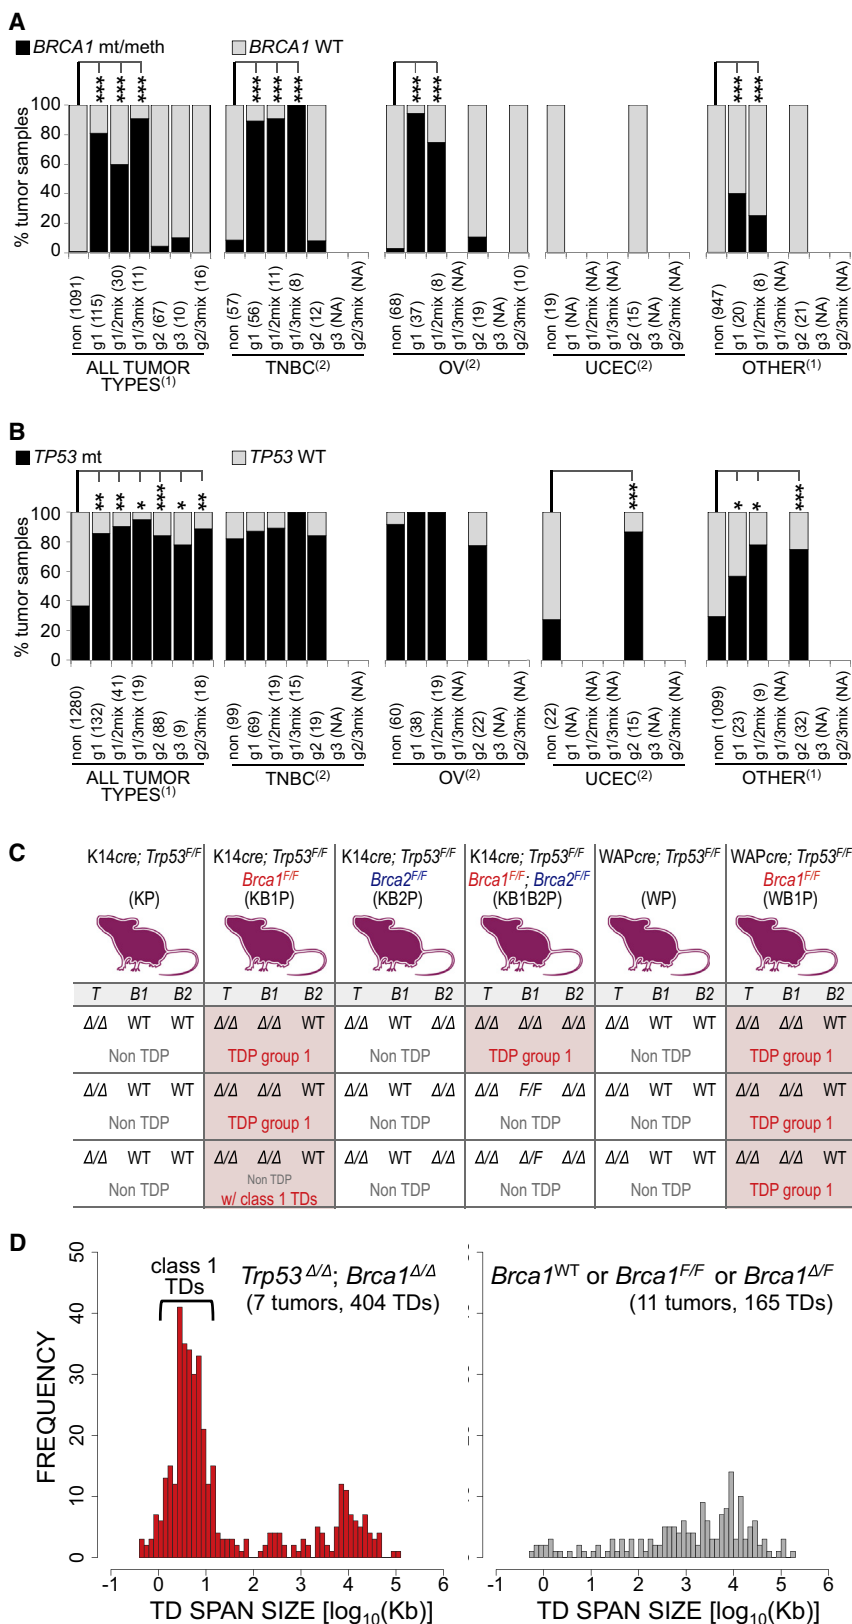 A
BRCA1 mt/meth
BRCA1 WT
*** *** ***
*** *** ***
*** ***
*** ***
% tumor samples
100
80
60
40
20
0
non (1091)
g1 (115)
g1/2mix (30)
g1/3mix (11)
g2 (67)
g3 (10)
g2/3mix (16)
ALL TUMOR
TYPES(1)
non (57)
g1 (56)
g1/2mix (11)
g1/3mix (8)
g2 (12)
g3 (NA)
g2/3mix (NA)
TNBC(2)
non (68)
g1 (37)
g1/2mix (8)
g1/3mix (NA)
g2 (19)
g3 (NA)
g2/3mix (10)
OV(2)
non (19)
g1 (NA)
g1/2mix (NA)
g1/3mix (NA)
g2 (15)
g3 (NA)
g2/3mix (NA)
UCEC(2)
non (947)
g1 (20)
g1/2mix (8)
g1/3mix (NA)
g2 (21)
g3 (NA)
g2/3mix (NA)
OTHER(1)
B
TP53 mt
TP53 WT
** ** * *** * **
***
* * ***
% tumor samples
100
80
60
40
20
0
non (1280)
g1 (132)
g1/2mix (41)
g1/3mix (19)
g2 (88)
g3 (9)
g2/3mix (18)
ALL TUMOR
TYPES(1)
non (99)
g1 (69)
g1/2mix (19)
g1/3mix (15)
g2 (19)
g3 (NA)
g2/3mix (NA)
TNBC(2)
non (60)
g1 (38)
g1/2mix (19)
g1/3mix (NA)
g2 (22)
g3 (NA)
g2/3mix (NA)
OV(2)
non (22)
g1 (NA)
g1/2mix (NA)
g1/3mix (NA)
g2 (15)
g3 (NA)
g2/3mix (NA)
UCEC(2)
non (1099)
g1 (23)
g1/2mix (9)
g1/3mix (NA)
g2 (32)
g3 (NA)
g2/3mix (NA)
OTHER(1)
C
K14cre; Trp53F/F
(KP)
K14cre; Trp53F/F
Brca1F/F
(KB1P)
K14cre; Trp53F/F
Brca2F/F
(KB2P)
K14cre; Trp53F/F
Brca1F/F; Brca2F/F
(KB1B2P)
WAPcre; Trp53F/F
(WP)
WAPcre; Trp53F/F
Brca1F/F
(WB1P)
T B1 B2 T B1 B2 T B1 B2 T B1 B2 T B1 B2 T B1 B2
Δ/Δ WT WT Δ/Δ Δ/Δ WT Δ/Δ WT Δ/Δ Δ/Δ Δ/Δ Δ/Δ Δ/Δ WT WT Δ/Δ Δ/Δ WT
Non TDP TDP group 1 Non TDP TDP group 1 Non TDP TDP group 1
Δ/Δ WT WT Δ/Δ Δ/Δ WT Δ/Δ WT Δ/Δ Δ/Δ F/F Δ/Δ Δ/Δ WT WT Δ/Δ Δ/Δ WT
Non TDP TDP group 1 Non TDP Non TDP Non TDP TDP group 1
Δ/Δ WT WT Δ/Δ Δ/Δ WT Δ/Δ WT Δ/Δ Δ/Δ Δ/F Δ/Δ Δ/Δ WT WT Δ/Δ Δ/Δ WT
Non TDP Non TDP w/ class 1 TDs Non TDP Non TDP Non TDP TDP group 1
D
class 1
TDs
Trp53 Δ/Δ; Brca1Δ/Δ
(7 tumors, 404 TDs)
FREQUENCY
50
40
30
20
10
0
-1 0 1 2 3 4 5 6
TD SPAN SIZE [log10(Kb)]
Brca1WT or Brca1F/F or Brca1Δ/F
(11 tumors, 165 TDs)
-1 0 1 2 3 4 5 6
TD SPAN SIZE [log10(Kb)]